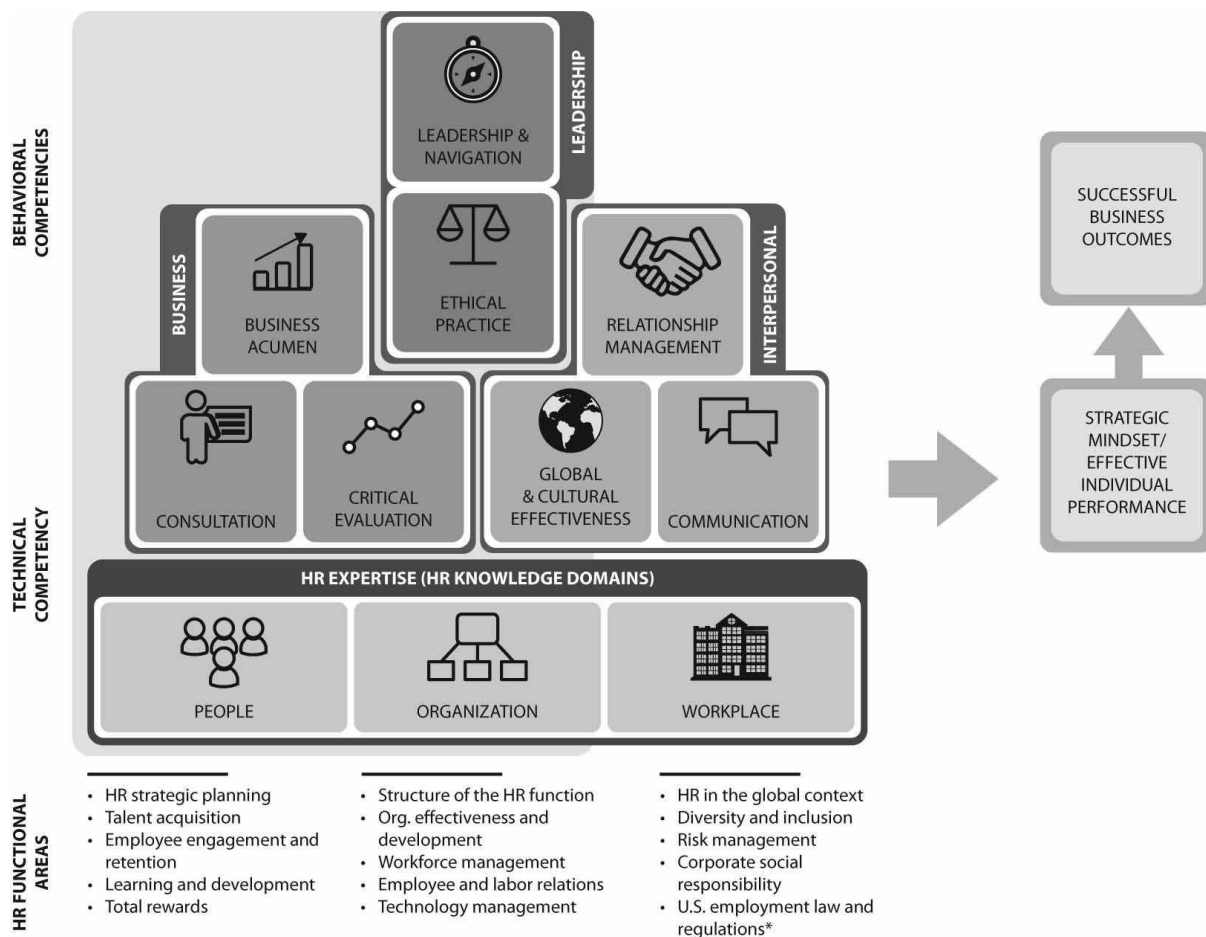 BEHAVIORAL
COMPETENCIES
LEADERSHIP &
NAVIGATION
LEADERSHIP
ETHICAL
PRACTICE
BUSINESS
BUSINESS
ACUMEN
RELATIONSHIP
MANAGEMENT
INTERPERSONAL
CONSULTATION
CRITICAL
EVALUATION
GLOBAL
& CULTURAL
EFFECTIVENESS
COMMUNICATION
SUCCESSFUL
BUSINESS
OUTCOMES
STRATEGIC
MINDSET/
EFFECTIVE
INDIVIDUAL
PERFORMANCE
TECHNICAL
COMPETENCY
HR EXPERTISE (HR KNOWLEDGE DOMAINS)
PEOPLE
ORGANIZATION
WORKPLACE
HR FUNCTIONAL
AREAS
• HR strategic planning
• Talent acquisition
• Employee engagement and
retention
• Learning and development
• Total rewards
• Structure of the HR function
• Org. effectiveness and
development
• Workforce management
• Employee and labor relations
• Technology management
• HR in the global context
• Diversity and inclusion
• Risk management
• Corporate social
responsibility
• U.S. employment law and
regulations*